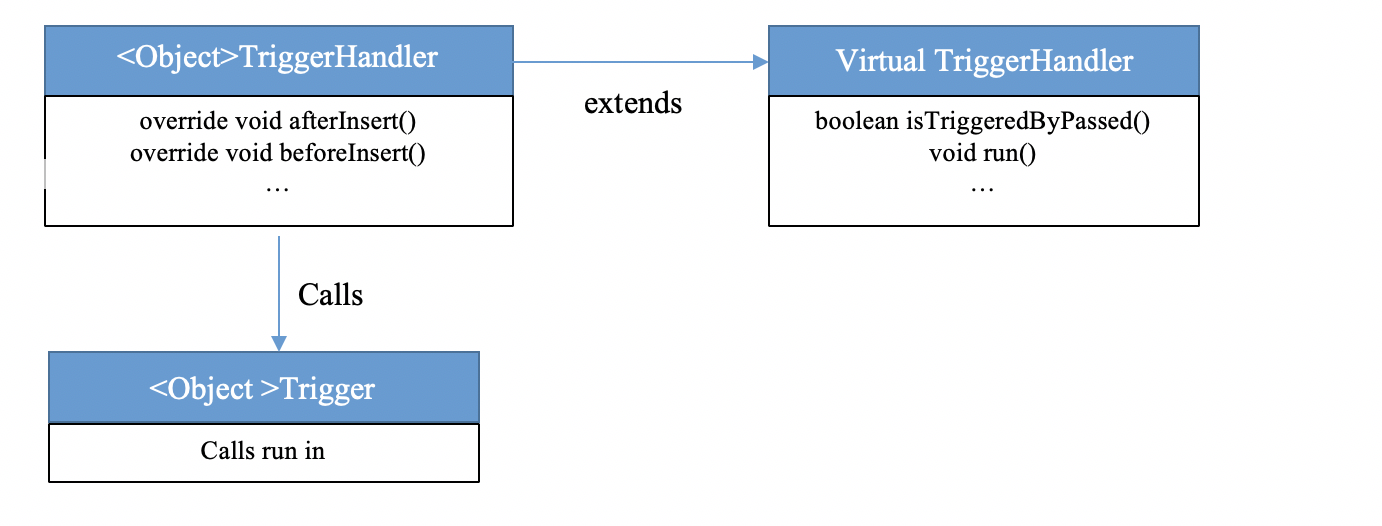 <Object>TriggerHandler
override void afterInsert()
override void beforeInsert()
…
extends
Virtual TriggerHandler
boolean isTriggeredByPassed()
void run()
…
Calls
<Object >Trigger
Calls run in